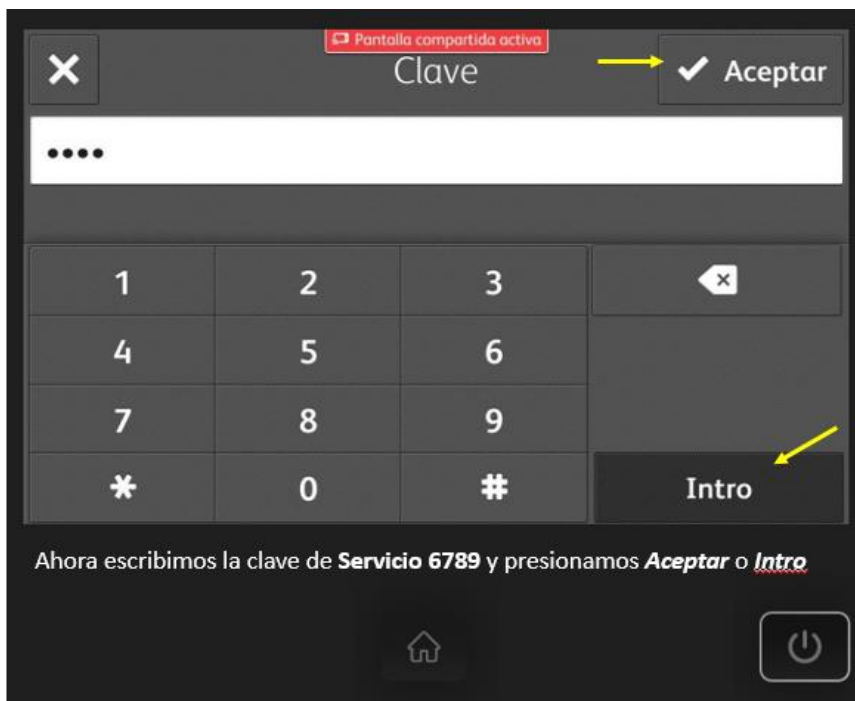 Pantalla compartida activa
Clave
Aceptar
••••
1 2 3
4 5 6
7 8 9
* 0 #
Intro
Ahora escribimos la clave de Servicio 6789 y presionamos Aceptar o Intro